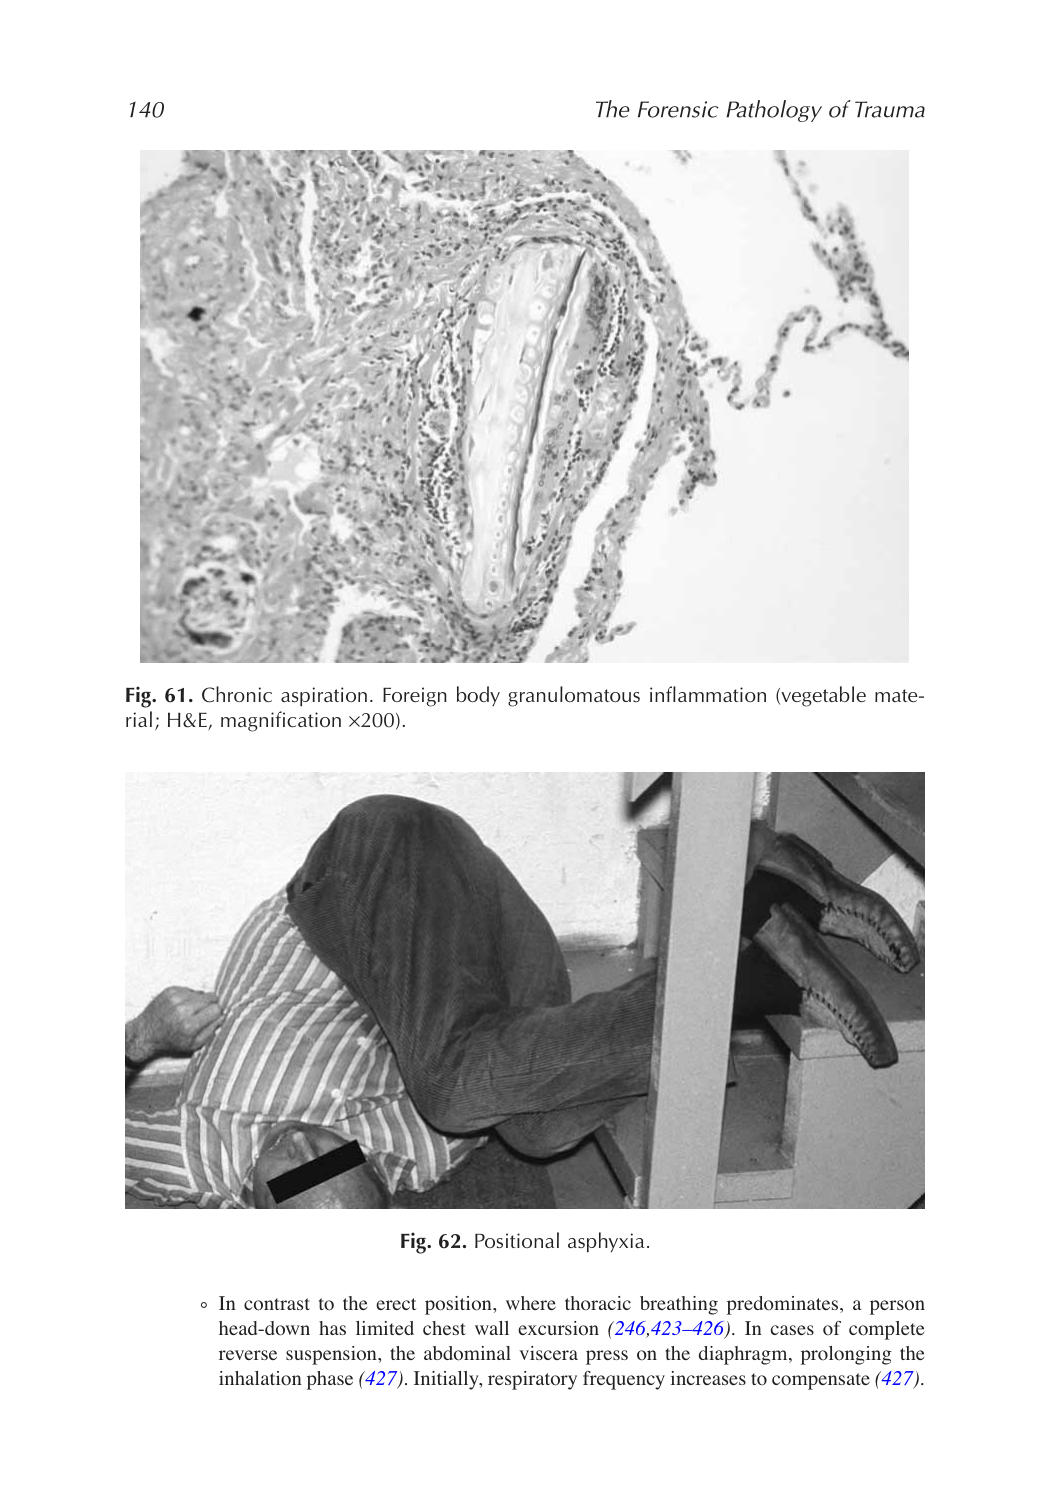 140
The Forensic Pathology of Trauma
Fig. 61. Chronic aspiration. Foreign body granulomatous inflammation (vegetable mate-
rial; H&E, magnification ×200).
Fig. 62. Positional asphyxia.
◦ In contrast to the erect position, where thoracic breathing predominates, a person
head-down has limited chest wall excursion (246,423–426). In cases of complete
reverse suspension, the abdominal viscera press on the diaphragm, prolonging the
inhalation phase (427). Initially, respiratory frequency increases to compensate (427).